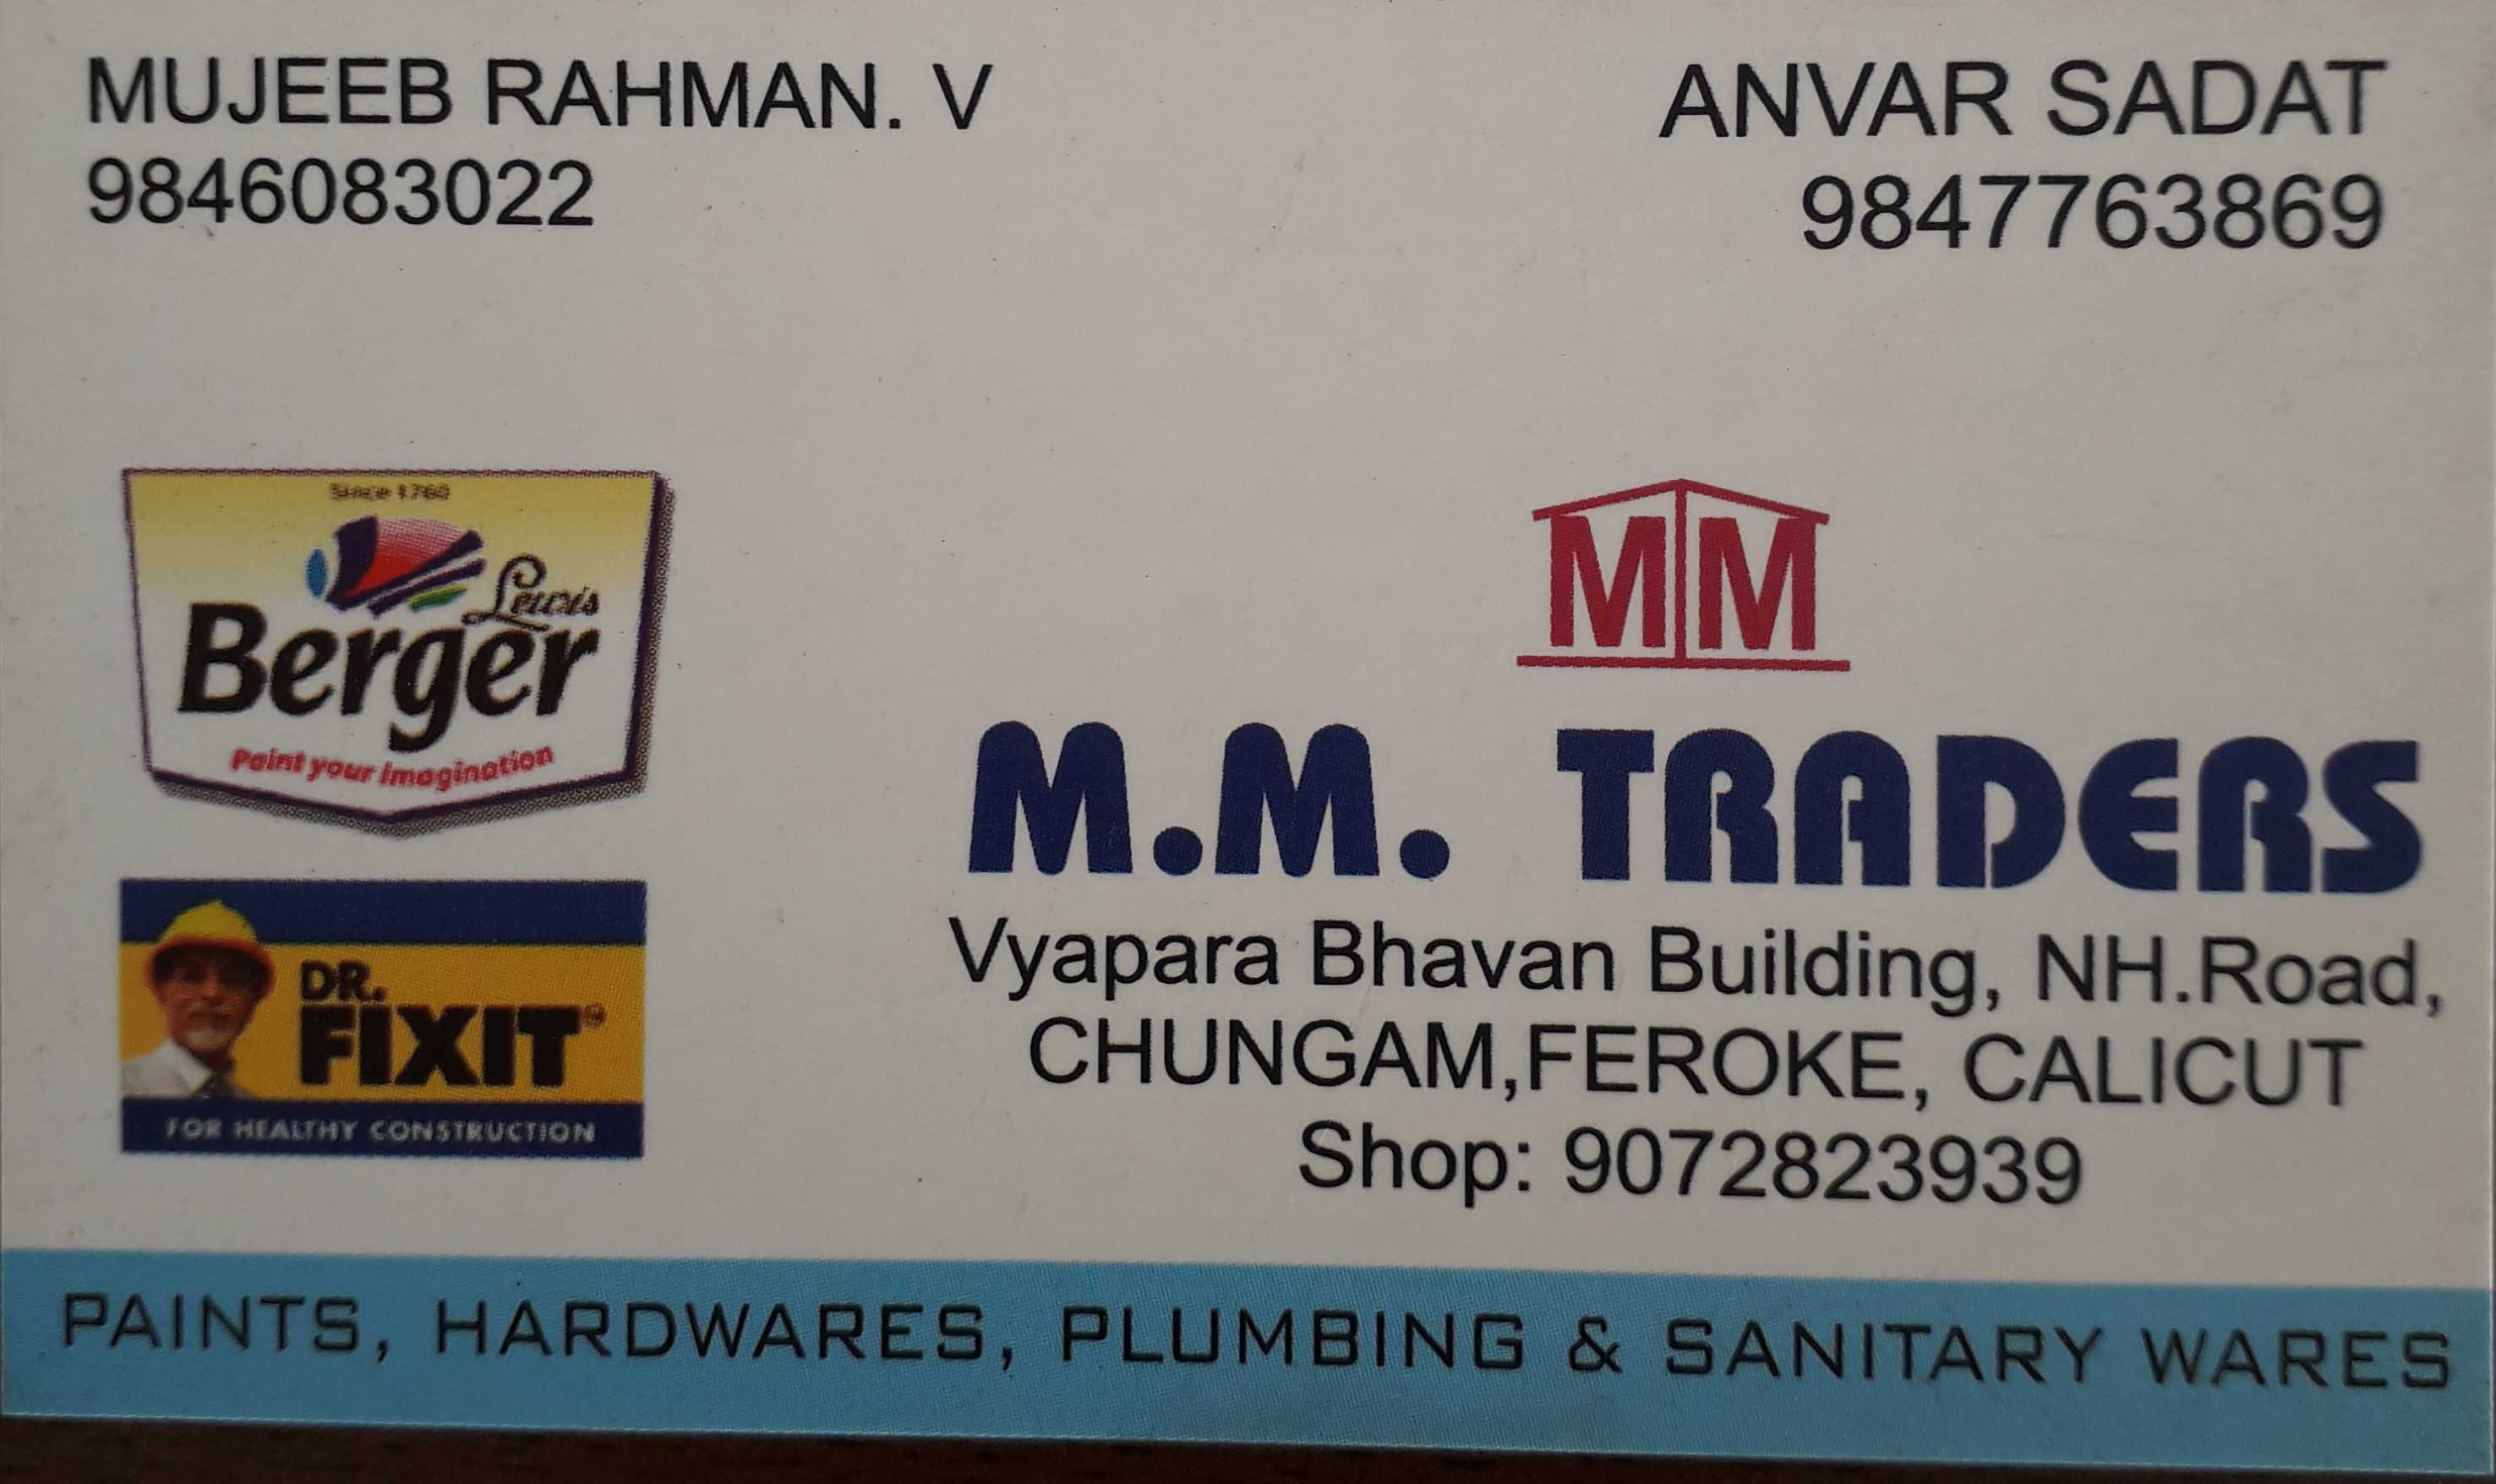 MUJEEB RAHMAN. V
9846083022
ANVAR SADAT
9847763869
Since 1760
Lewis
Berger
Paint your imagination
DR.
FIXIT®
FOR HEALTHY CONSTRUCTION
MM
M.M. TRADERS
Vyapara Bhavan Building, NH.Road,
CHUNGAM,FEROKE, CALICUT
Shop: 9072823939
PAINTS, HARDWARES, PLUMBING & SANITARY WARES